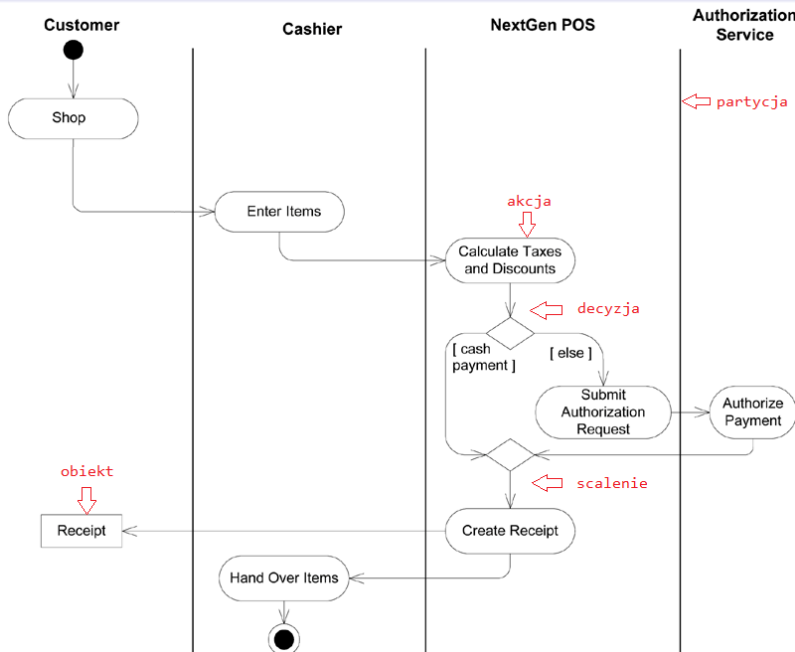 Customer
Cashier
NextGen POS
Authorization
Service
partycja
Shop
akcja
Enter Items
Calculate Taxes
and Discounts
decyzja
[ cash
payment ]
[ else ]
Submit
Authorization
Request
Authorize
Payment
obiekt
scalenie
Receipt
Create Receipt
Hand Over Items